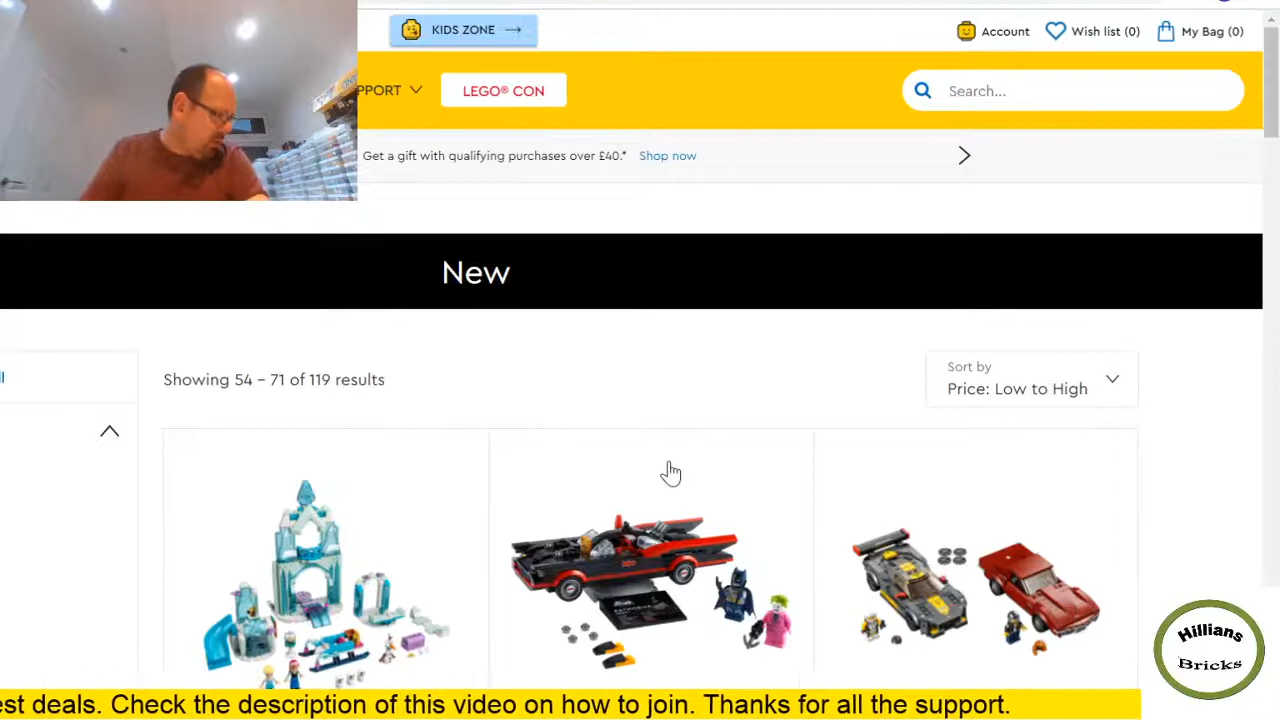 KIDS ZONE →
Account
Wish list (0)
My Bag (0)
PPORT
LEGO® CON
Search...
Get a gift with qualifying purchases over £40.* Shop now
New
Showing 54 – 71 of 119 results
Sort by
Price: Low to High
Hillians
Bricks
est deals. Check the description of this video on how to join. Thanks for all the support.